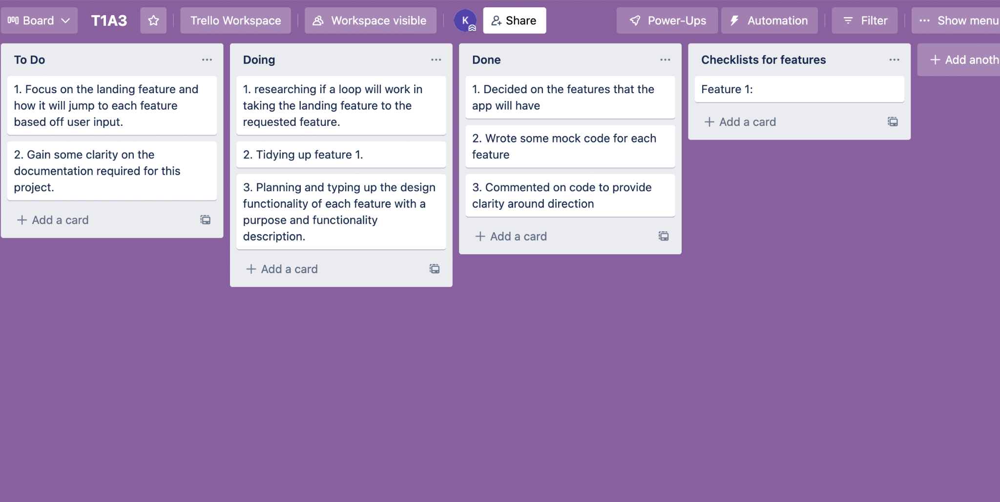 Board
T1A3
Trello Workspace
Workspace visible
K
Share
Power-Ups
Automation
Filter
Show menu
To Do
1. Focus on the landing feature and
how it will jump to each feature
based off user input.
2. Gain some clarity on the
documentation required for this
project.
+ Add a card
Doing
1. researching if a loop will work in
taking the landing feature to the
requested feature.
2. Tidying up feature 1.
3. Planning and typing up the design
functionality of each feature with a
purpose and functionality
description.
+ Add a card
Done
1. Decided on the features that the
app will have
2. Wrote some mock code for each
feature
3. Commented on code to provide
clarity around direction
+ Add a card
Checklists for features
Feature 1:
+ Add a card
+ Add anoth